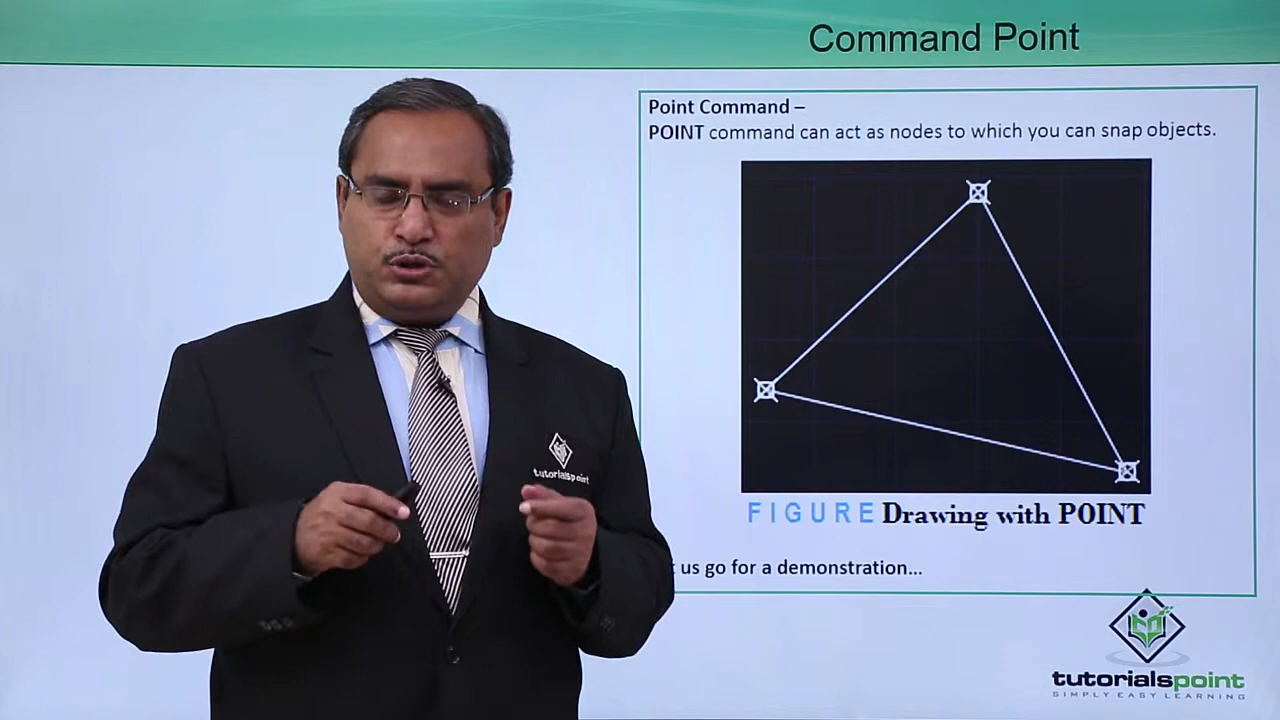 Command Point
Point Command –
POINT command can act as nodes to which you can snap objects.
FIGURE Drawing with POINT
us go for a demonstration...
tutorialspoint
tutorialspoint
SIMPLY EASY LEARNING